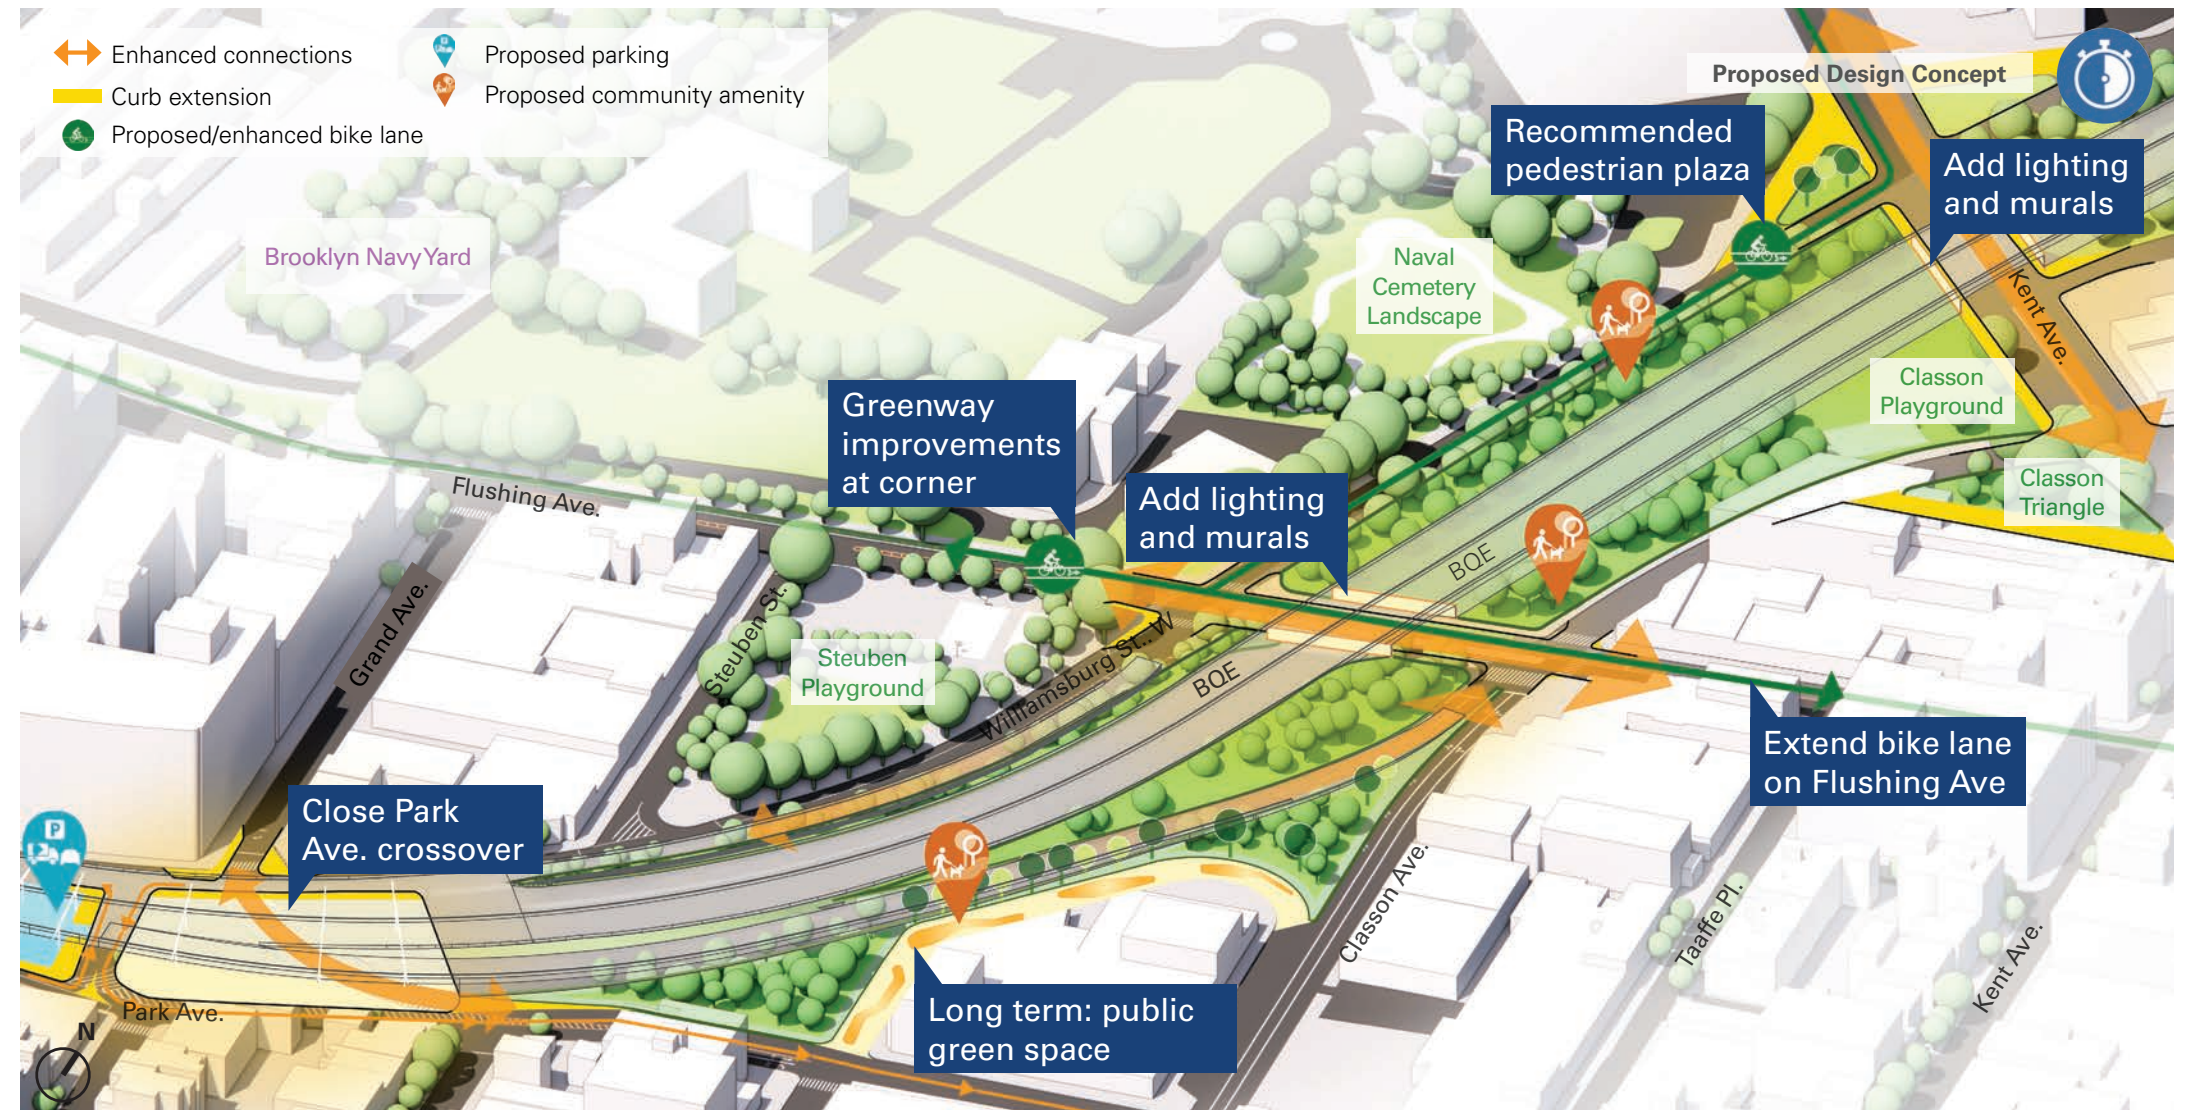 Enhanced connections
Curb extension
Proposed/enhanced bike lane
Proposed parking
Proposed community amenity
Proposed Design Concept
Recommended
pedestrian plaza
Add lighting
and murals
Brooklyn Navy Yard
Naval
Cemetery
Landscape
Kent Ave.
Classon
Playground
Greenway
improvements
at corner
Classon
Triangle
Flushing Ave.
Add lighting
and murals
BQE
Grand Ave.
Steuben St.
Steuben
Playground
Williamsburg St. W
BQE
Extend bike lane
on Flushing Ave
Close Park
Ave. crossover
P
Classon Ave.
Taaffe Pl.
Kent Ave.
Long term: public
green space
Park Ave.
N